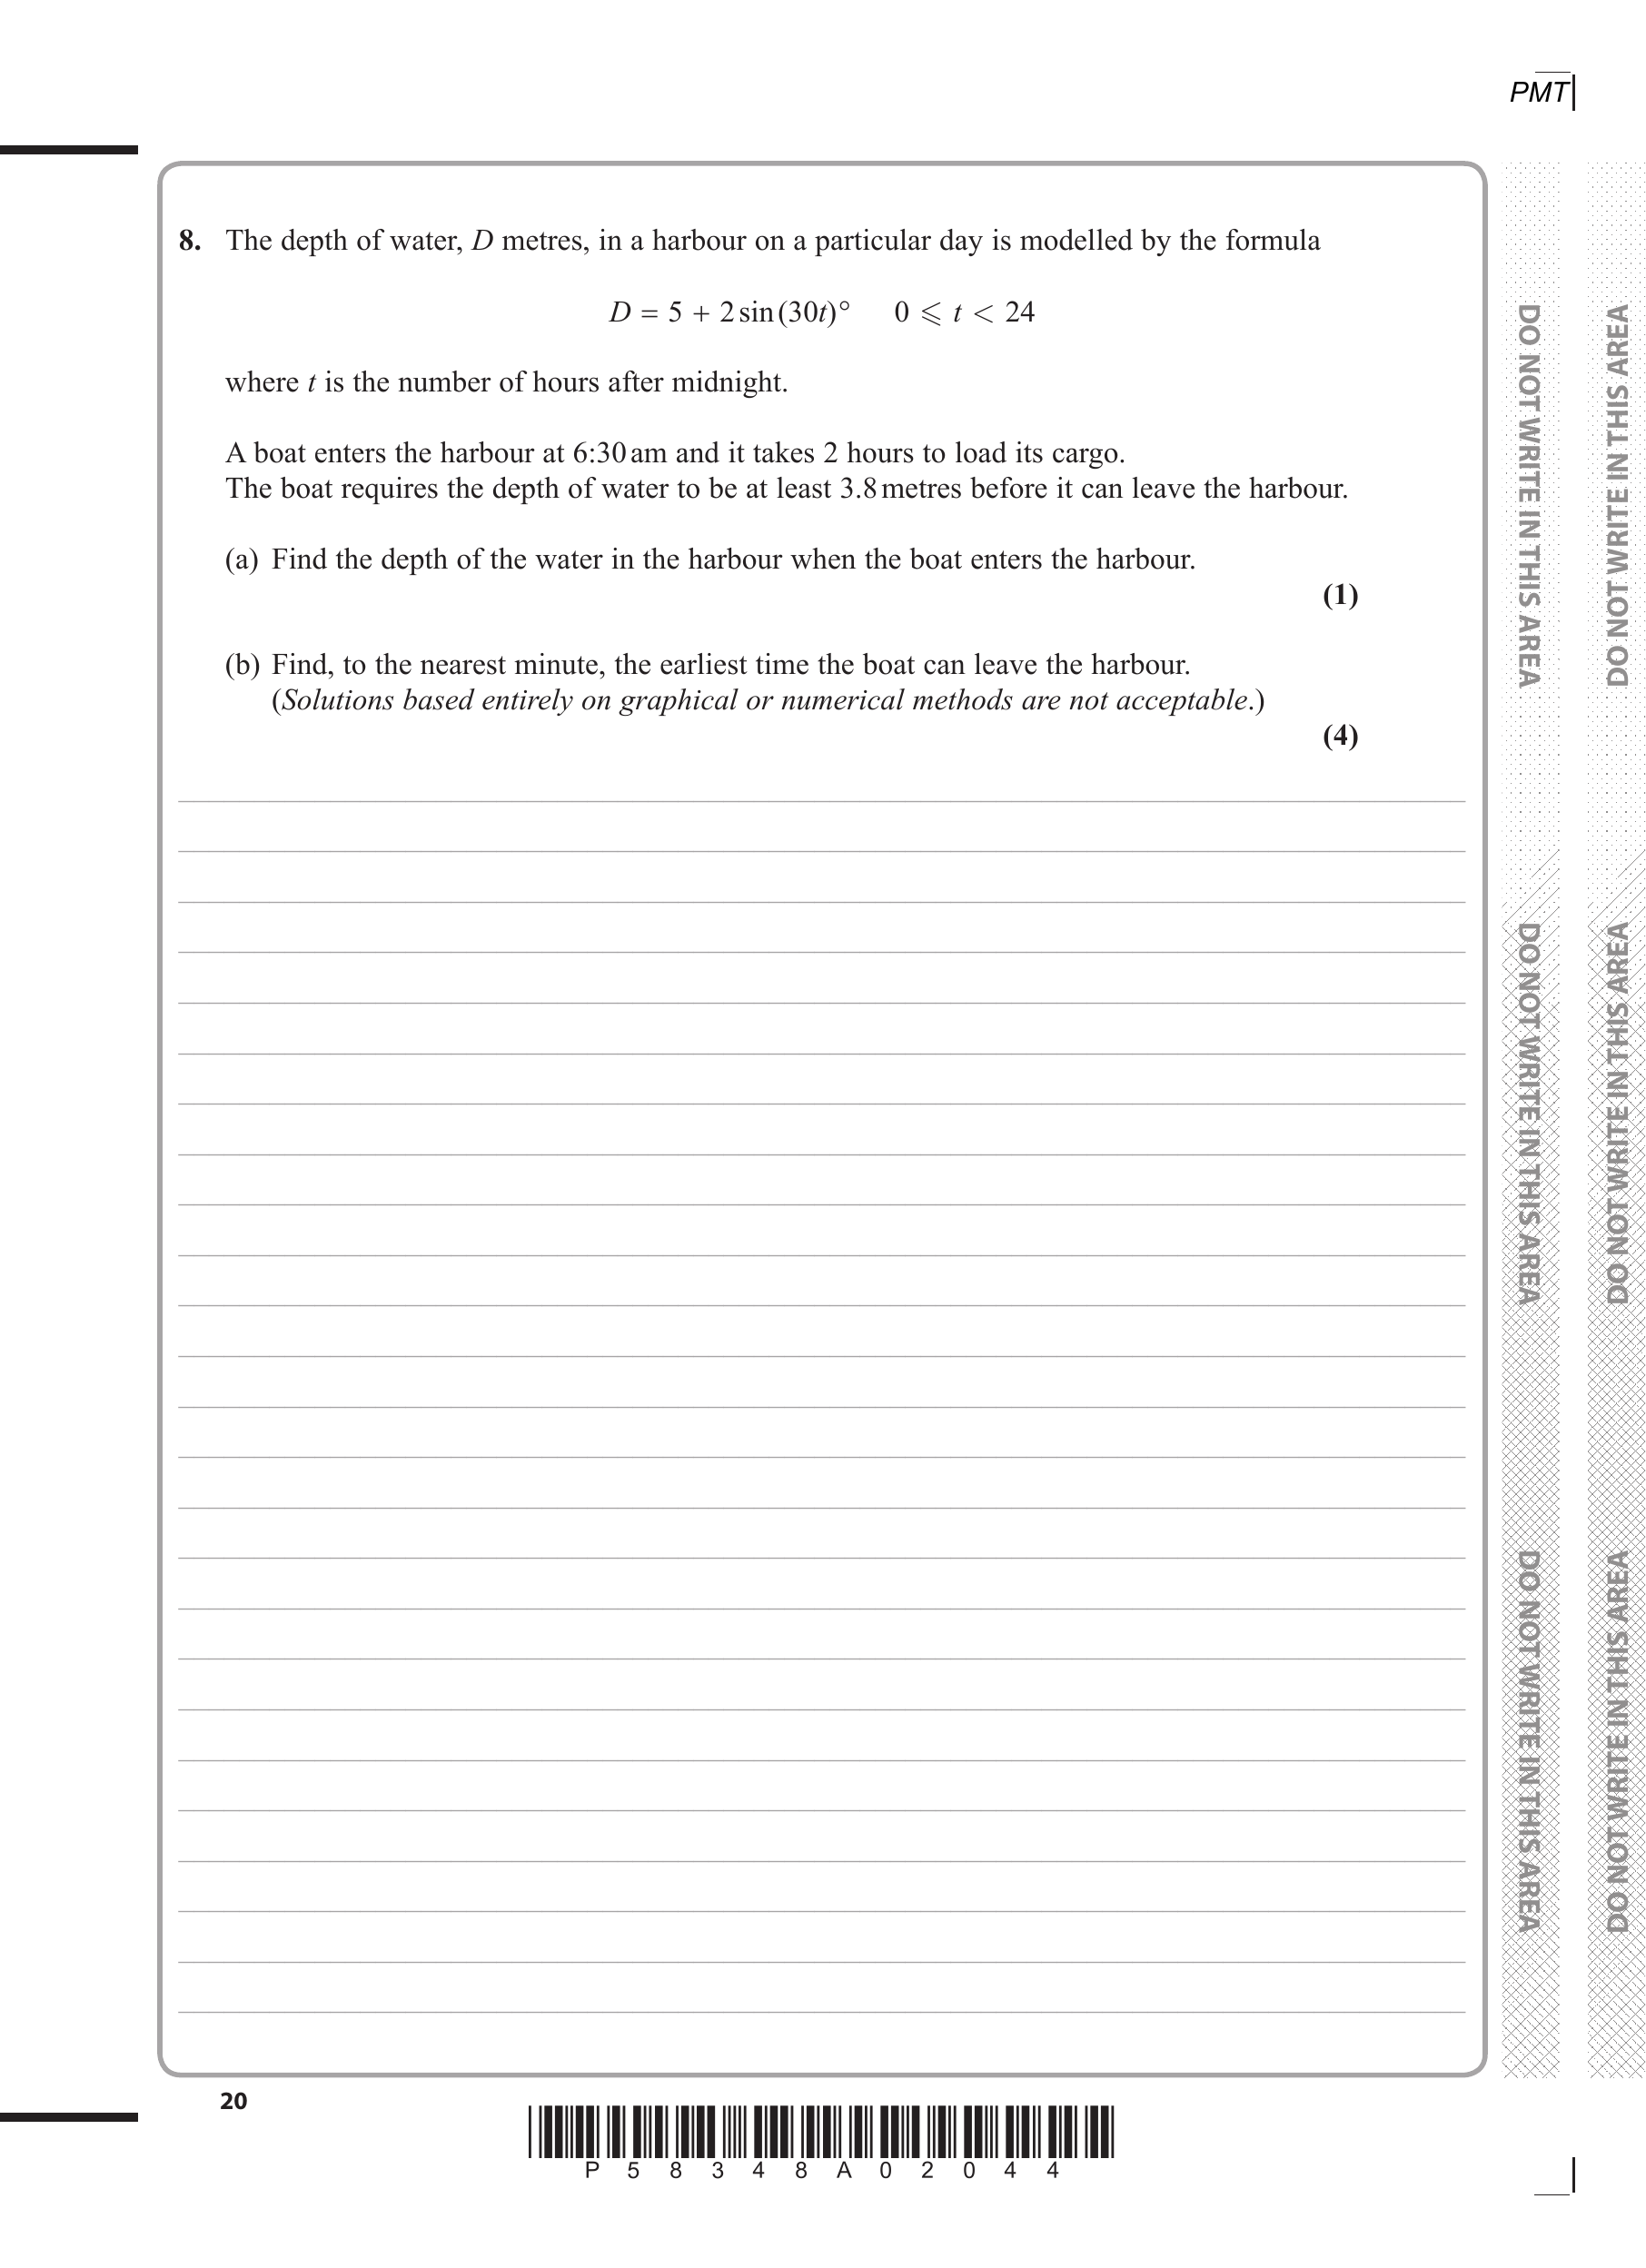 PMT
8. The depth of water, D metres, in a harbour on a particular day is modelled by the formula
D = 5 + 2 sin (30t)° 0 ⩽ t < 24
where t is the number of hours after midnight.
A boat enters the harbour at 6:30 am and it takes 2 hours to load its cargo.
The boat requires the depth of water to be at least 3.8 metres before it can leave the harbour.
(a) Find the depth of the water in the harbour when the boat enters the harbour.
(1)
(b) Find, to the nearest minute, the earliest time the boat can leave the harbour.
(Solutions based entirely on graphical or numerical methods are not acceptable.)
(4)
DO NOT WRITE IN THIS AREA
DO NOT WRITE IN THIS AREA
DO NOT WRITE IN THIS AREA
DO NOT WRITE IN THIS AREA
DO NOT WRITE IN THIS AREA
DO NOT WRITE IN THIS AREA
20
P 5 8 3 4 8 A 0 2 0 4 4